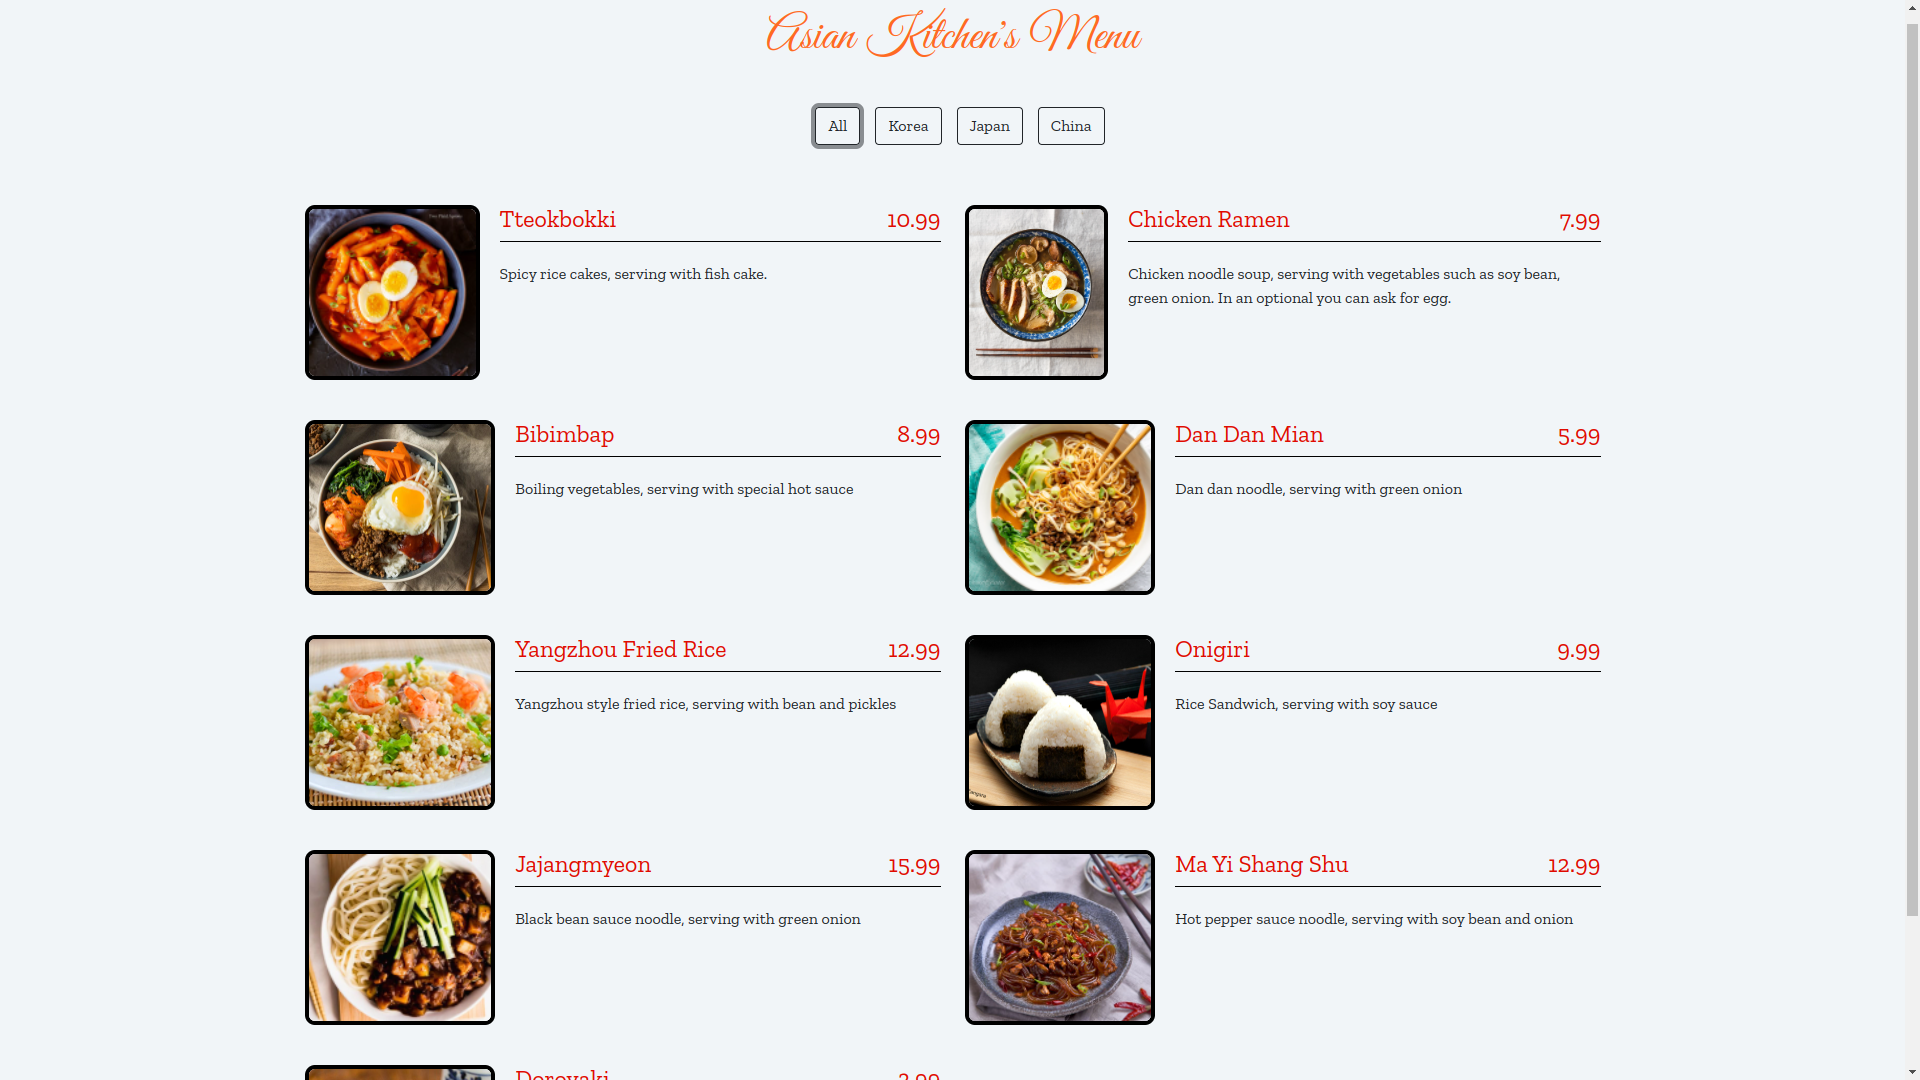 Asian Kitchen's Menu
All
Korea
Japan
China
Tteokbokki 10.99
Spicy rice cakes, serving with fish cake.
Chicken Ramen 7.99
Chicken noodle soup, serving with vegetables such as soy bean,
green onion. In an optional you can ask for egg.
Bibimbap 8.99
Boiling vegetables, serving with special hot sauce
Dan Dan Mian 5.99
Dan dan noodle, serving with green onion
Yangzhou Fried Rice 12.99
Yangzhou style fried rice, serving with bean and pickles
Onigiri 9.99
Rice Sandwich, serving with soy sauce
Jajangmyeon 15.99
Black bean sauce noodle, serving with green onion
Ma Yi Shang Shu 12.99
Hot pepper sauce noodle, serving with soy bean and onion
Doroyaki 3.99